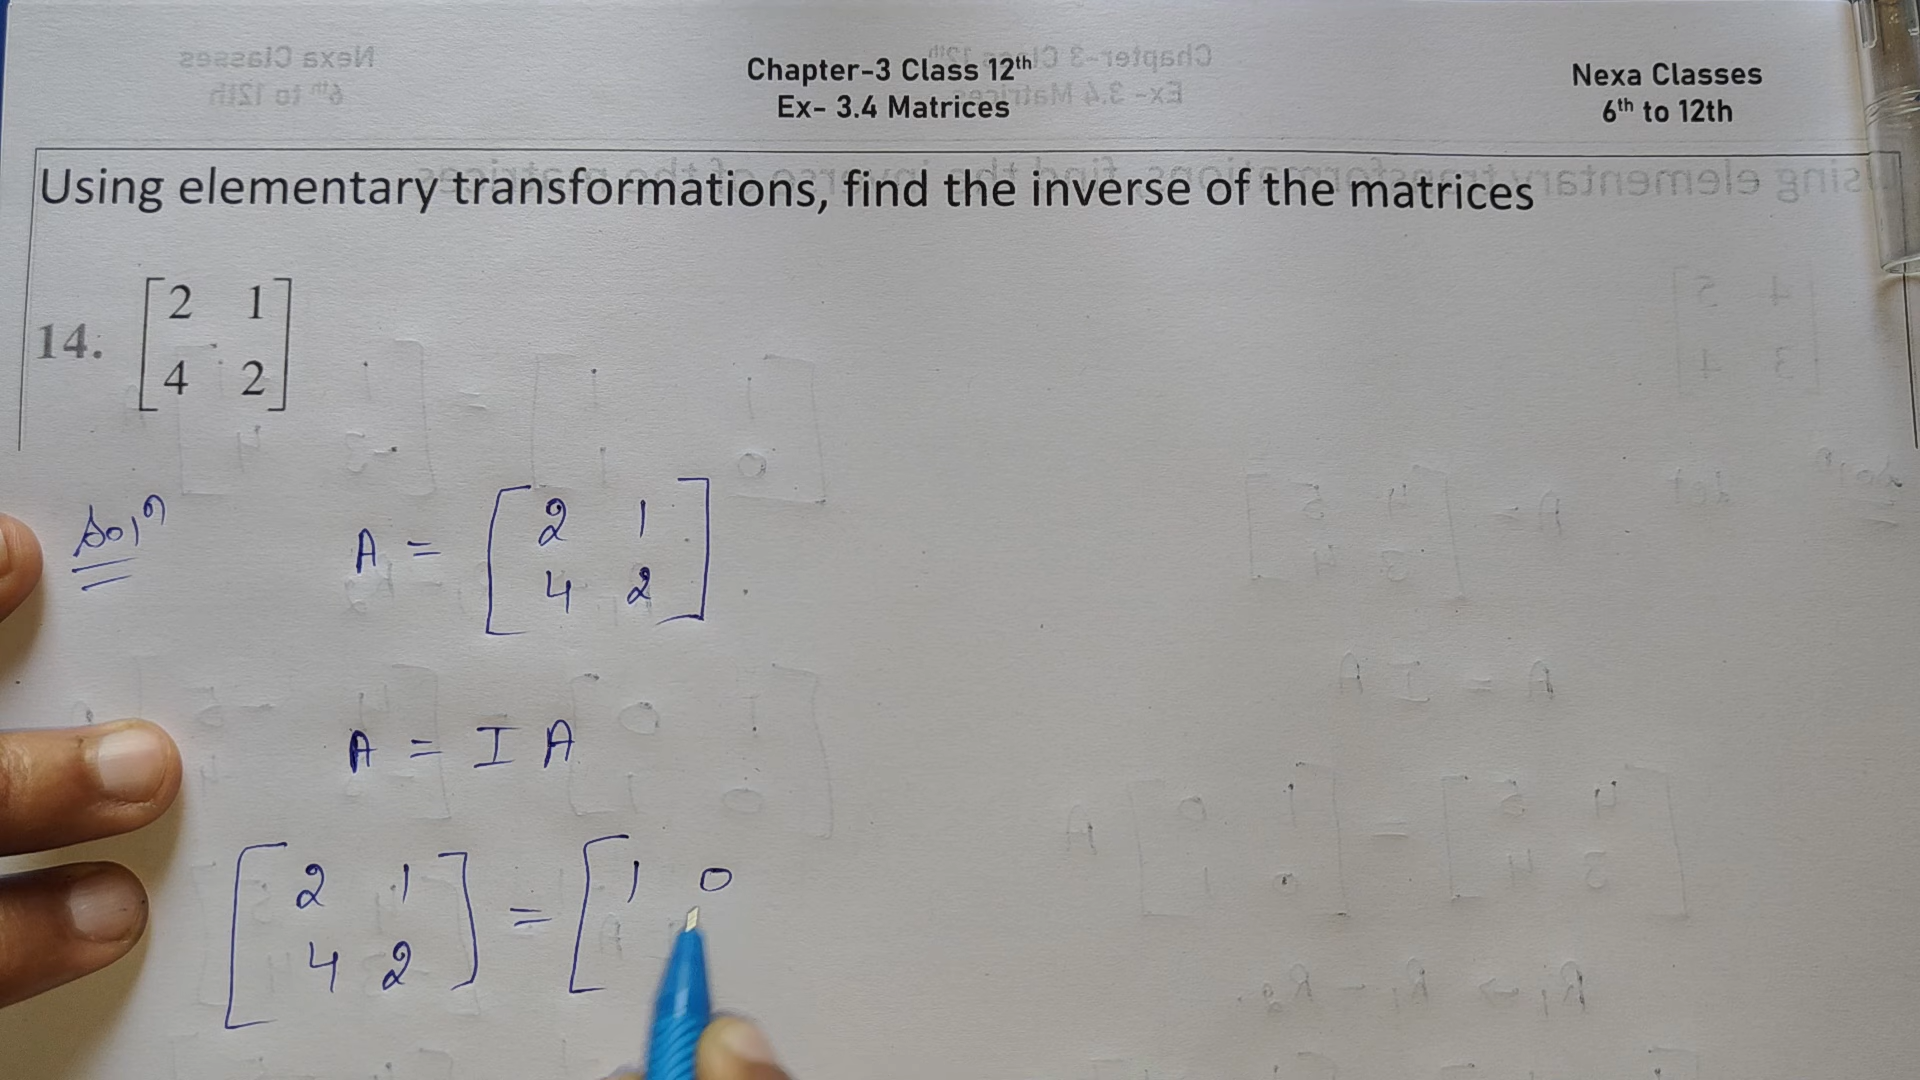 Chapter-3 Class 12th
Ex- 3.4 Matrices
Nexa Classes
6th to 12th
Using elementary transformations, find the inverse of the matrices
14. [2 1
4 2]
Solⁿ
A = [2 1
4 2]
A = I A
[2 1
4 2] = [1 0